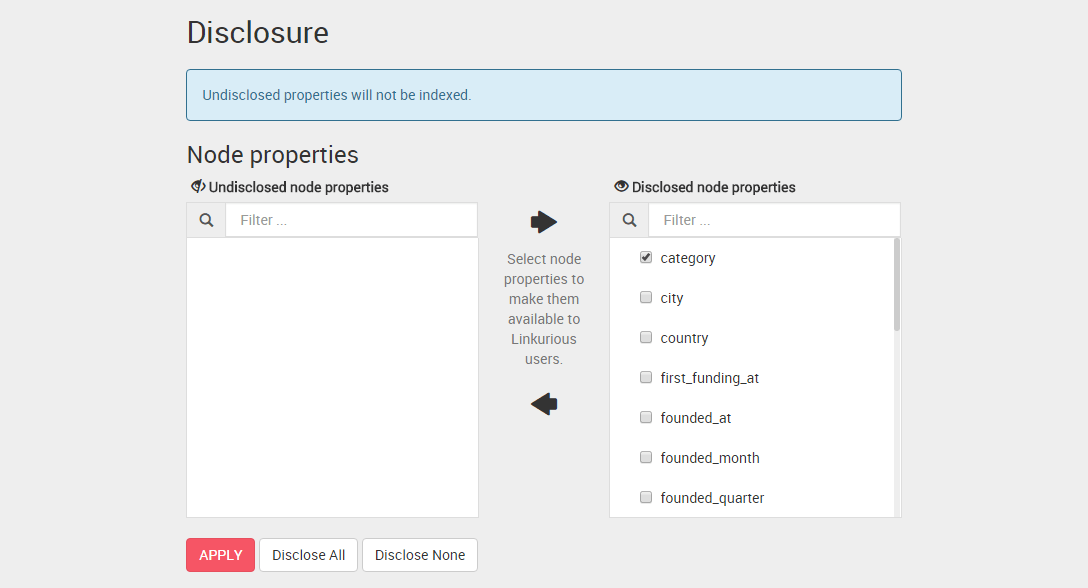 Disclosure
Undisclosed properties will not be indexed.
Node properties
Undisclosed node properties
Filter ...
Select node
properties to
make them
available to
Linkurious
users.
Disclosed node properties
Filter ...
category
city
country
first_funding_at
founded_at
founded_month
founded_quarter
APPLY
Disclose All
Disclose None